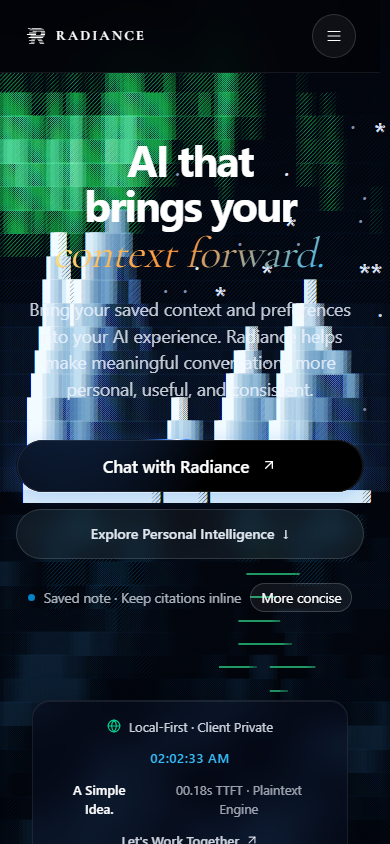 RADIANCE
AI that
brings your
context forward.
Bring your saved context and preferences
to your AI experience. Radiance helps
make meaningful conversations more
personal, useful, and consistent.
Chat with Radiance ↗
Explore Personal Intelligence ↓
Saved note · Keep citations inline More concise
Local-First · Client Private
02:02:33 AM
A Simple
Idea.
00.18s TTFT · Plaintext
Engine
Let's Work Together ↗